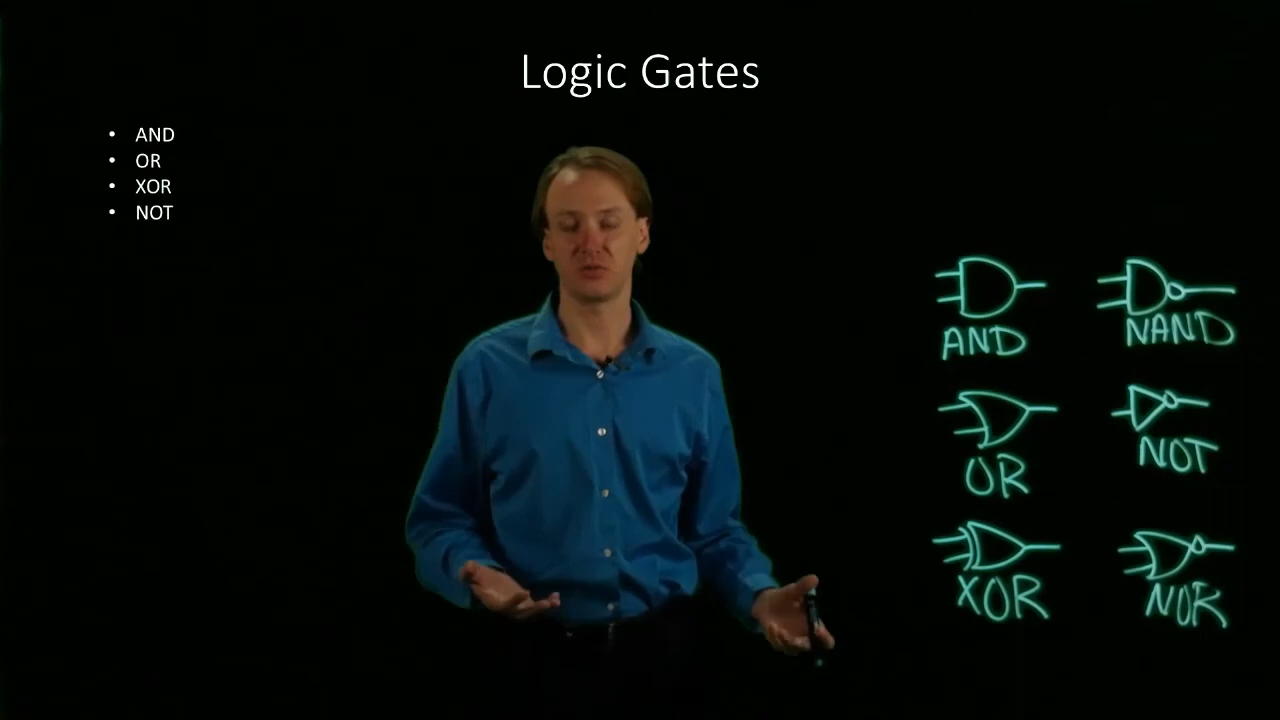 Logic Gates
• AND
• OR
• XOR
• NOT
AND
NAND
OR
NOT
XOR
NOR